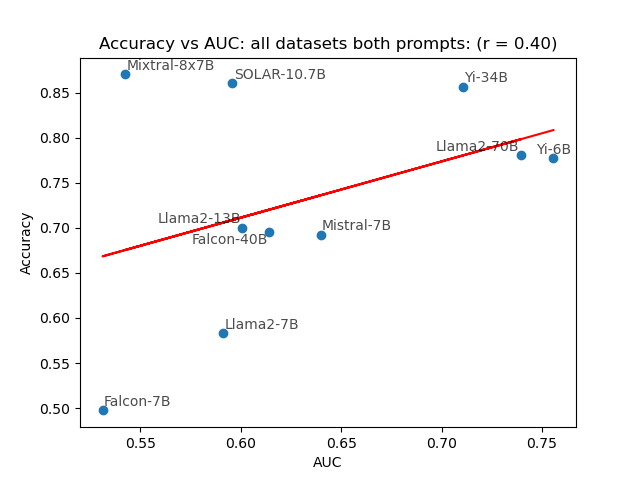 Accuracy vs AUC: all datasets both prompts: (r = 0.40)
Mixtral-8x7B
SOLAR-10.7B
Yi-34B
Llama2-70B
Yi-6B
Llama2-13B
Falcon-40B
Mistral-7B
Llama2-7B
Falcon-7B
Accuracy
0.85
0.80
0.75
0.70
0.65
0.60
0.55
0.50
0.55
0.60
0.65
0.70
0.75
AUC